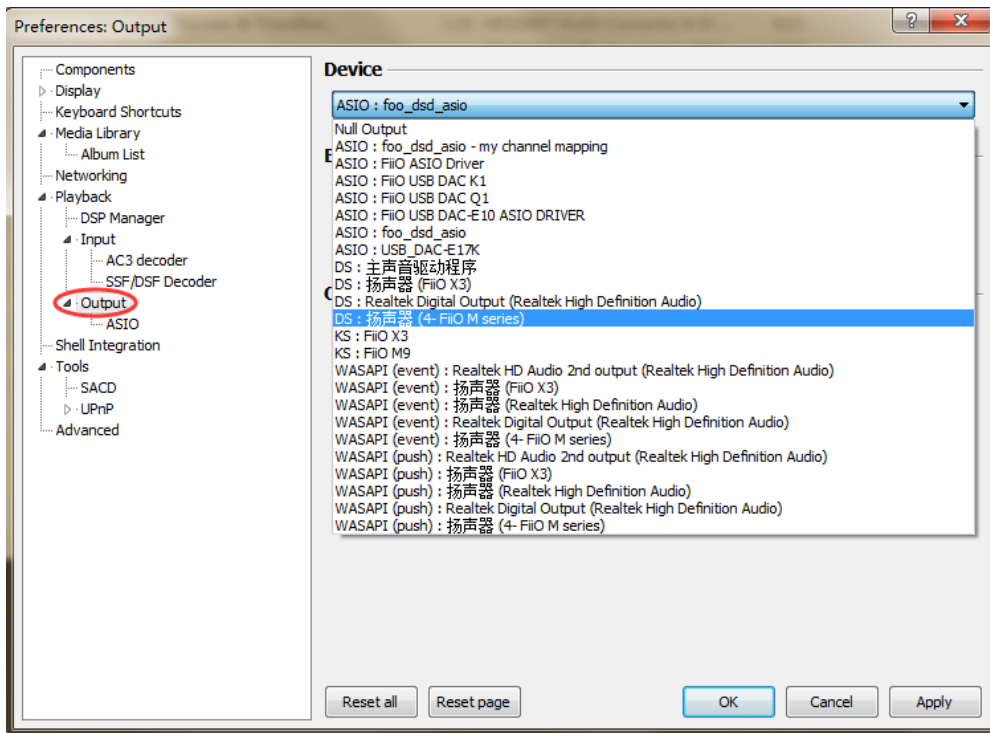 Preferences: Output
Components
Display
Keyboard Shortcuts
Media Library
Album List
Networking
Playback
DSP Manager
Input
AC3 decoder
SSF/DSF Decoder
Output
ASIO
Shell Integration
Tools
SACD
UPnP
Advanced
Device
ASIO : foo_dsd_asio
Null Output
ASIO : foo_dsd_asio - my channel mapping
ASIO : FiiO ASIO Driver
ASIO : FiiO USB DAC K1
ASIO : FiiO USB DAC Q1
ASIO : FiiO USB DAC-E10 ASIO DRIVER
ASIO : foo_dsd_asio
ASIO : USB_DAC-E17K
DS : 主声音驱动程序
DS : 扬声器 (FiiO X3)
DS : Realtek Digital Output (Realtek High Definition Audio)
DS : 扬声器 (4- FiiO M series)
KS : FiiO X3
KS : FiiO M9
WASAPI (event) : Realtek HD Audio 2nd output (Realtek High Definition Audio)
WASAPI (event) : 扬声器 (FiiO X3)
WASAPI (event) : 扬声器 (Realtek High Definition Audio)
WASAPI (event) : Realtek Digital Output (Realtek High Definition Audio)
WASAPI (event) : 扬声器 (4- FiiO M series)
WASAPI (push) : Realtek HD Audio 2nd output (Realtek High Definition Audio)
WASAPI (push) : 扬声器 (FiiO X3)
WASAPI (push) : 扬声器 (Realtek High Definition Audio)
WASAPI (push) : Realtek Digital Output (Realtek High Definition Audio)
WASAPI (push) : 扬声器 (4- FiiO M series)
Reset all
Reset page
OK
Cancel
Apply